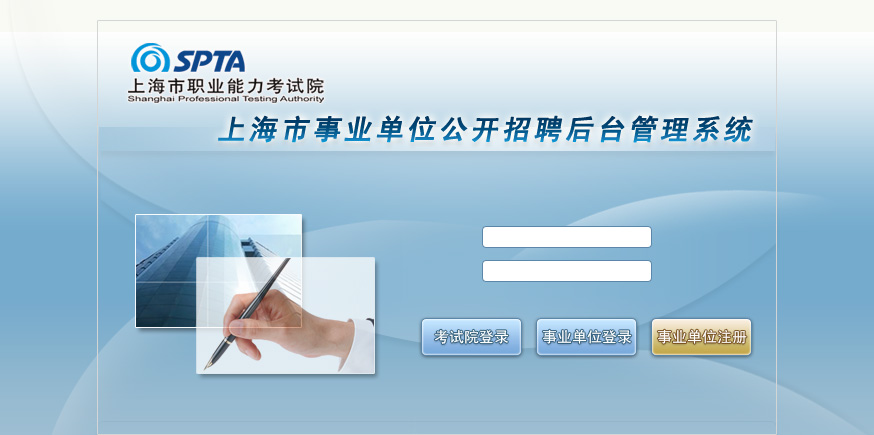 SPTA
上海市职业能力考试院
Shanghai Professional Testing Authority
上海市事业单位公开招聘后台管理系统
考试院登录 事业单位登录 事业单位注册